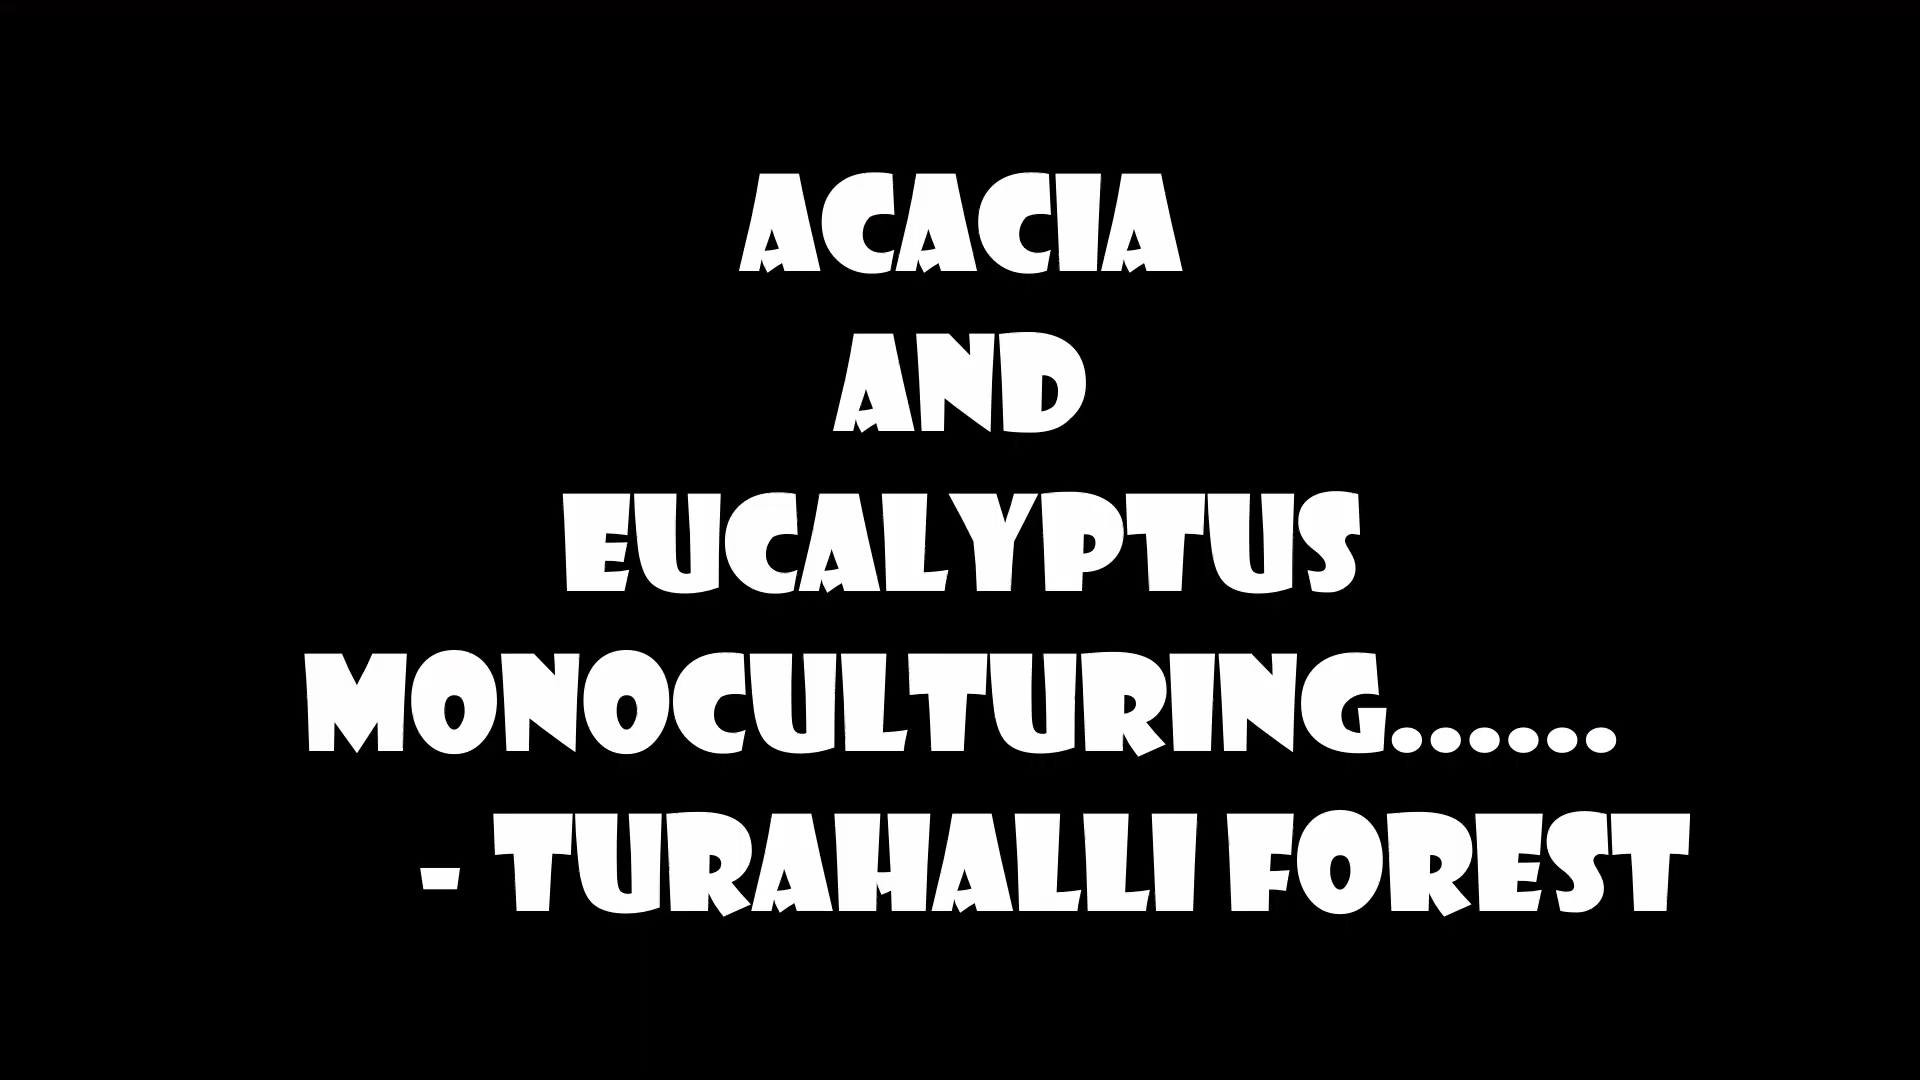 ACACIA
AND
EUCALYPTUS
MONOCULTURING......
- TURAHALLI FOREST